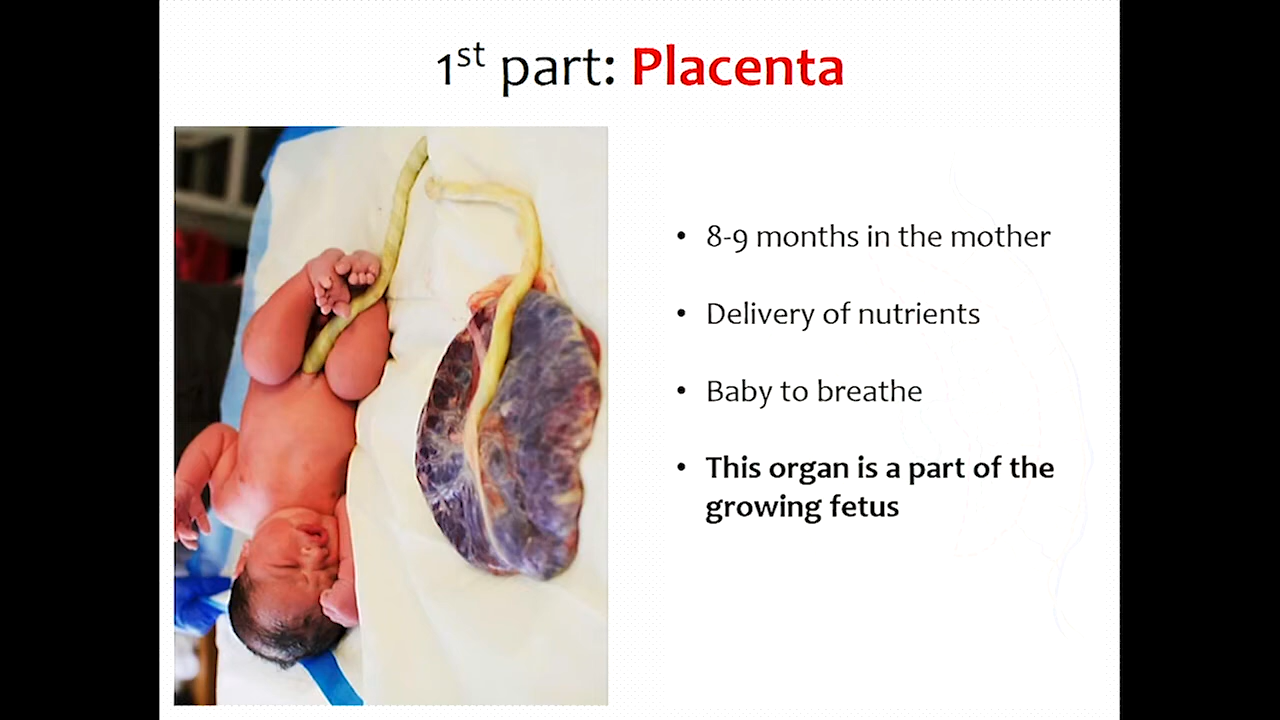 1st part: Placenta
• 8-9 months in the mother
• Delivery of nutrients
• Baby to breathe
• This organ is a part of the
growing fetus